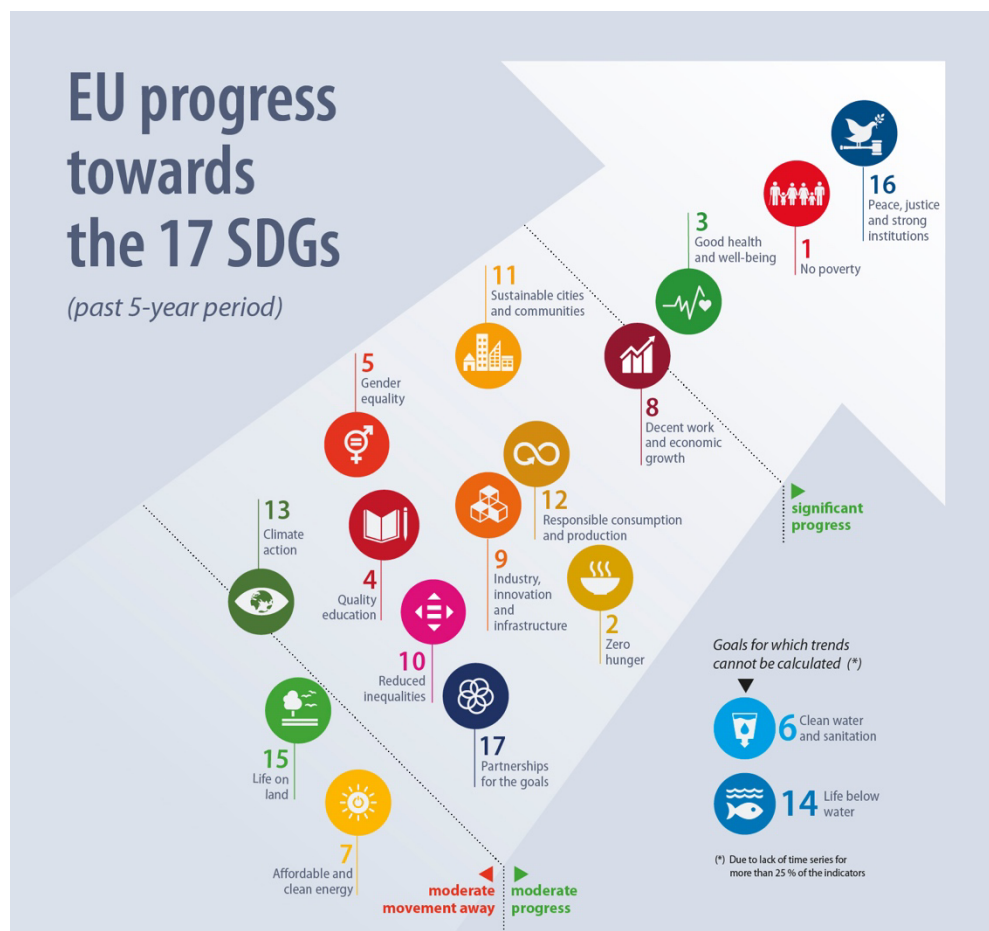 EU progress
towards
the 17 SDGs
(past 5-year period)
16
Peace, justice
and strong
institutions
1
No poverty
3
Good health
and well-being
11
Sustainable cities
and communities
8
Decent work
and economic
growth
5
Gender
equality
significant
progress
12
Responsible consumption
and production
13
Climate
action
9
Industry,
innovation
and
infrastructure
4
Quality
education
2
Zero
hunger
10
Reduced
inequalities
17
Partnerships
for the goals
15
Life on
land
7
Affordable and
clean energy
moderate
movement away
moderate
progress
Goals for which trends
cannot be calculated (*)
6
Clean water
and sanitation
14
Life below
water
(*) Due to lack of time series for
more than 25 % of the indicators